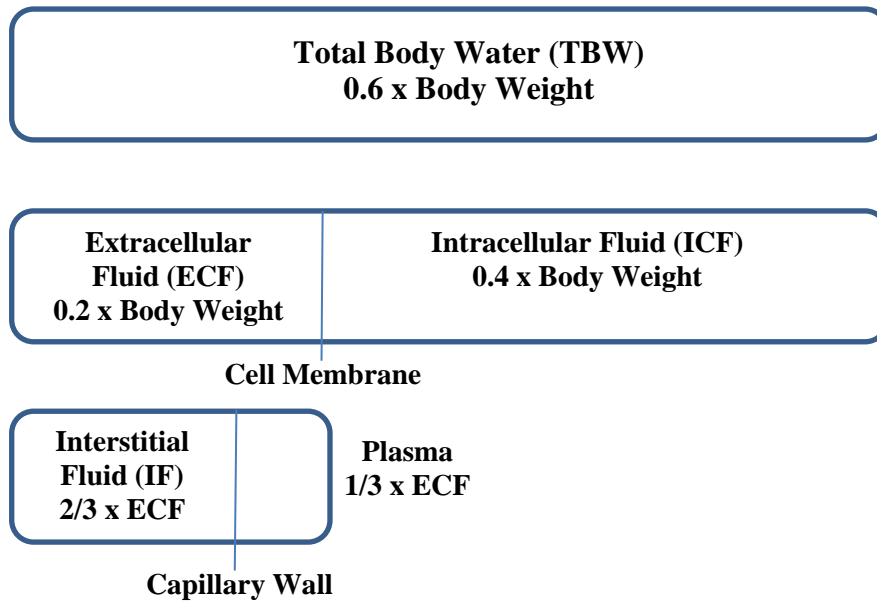 Total Body Water (TBW)
0.6 x Body Weight
Extracellular
Fluid (ECF)
0.2 x Body Weight
Intracellular Fluid (ICF)
0.4 x Body Weight
Cell Membrane
Interstitial
Fluid (IF)
2/3 x ECF
Plasma
1/3 x ECF
Capillary Wall